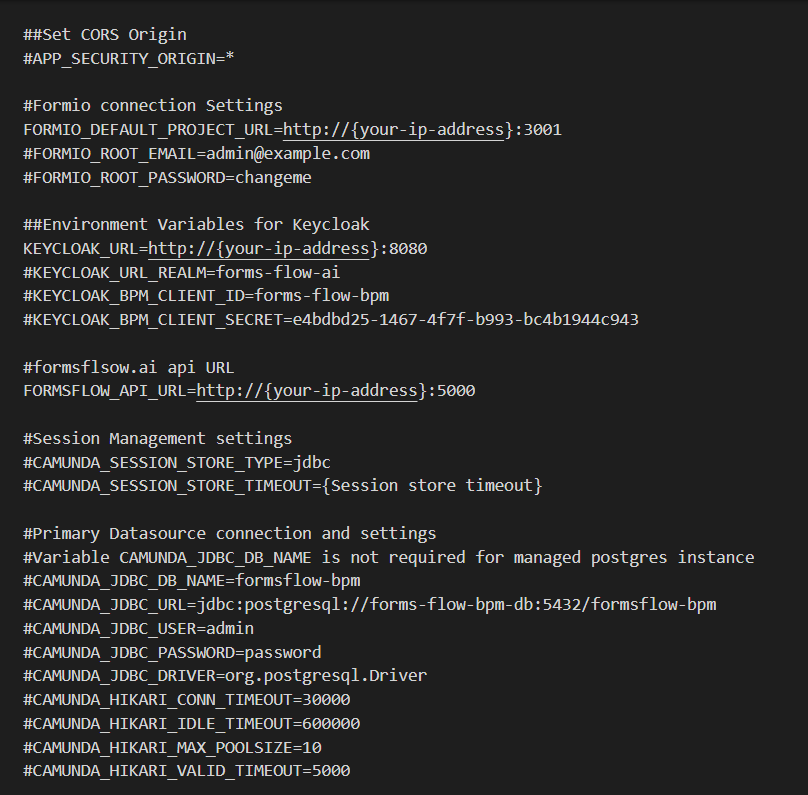 ##Set CORS Origin
#APP_SECURITY_ORIGIN=*
#Formio connection Settings
FORMIO_DEFAULT_PROJECT_URL=http://{your-ip-address}:3001
#FORMIO_ROOT_EMAIL=admin@example.com
#FORMIO_ROOT_PASSWORD=changeme
##Environment Variables for Keycloak
KEYCLOAK_URL=http://{your-ip-address}:8080
#KEYCLOAK_URL_REALM=forms-flow-ai
#KEYCLOAK_BPM_CLIENT_ID=forms-flow-bpm
#KEYCLOAK_BPM_CLIENT_SECRET=e4bdbd25-1467-4f7f-b993-bc4b1944c943
#formsflsow.ai api URL
FORMSFLOW_API_URL=http://{your-ip-address}:5000
#Session Management settings
#CAMUNDA_SESSION_STORE_TYPE=jdbc
#CAMUNDA_SESSION_STORE_TIMEOUT={Session store timeout}
#Primary Datasource connection and settings
#Variable CAMUNDA_JDBC_DB_NAME is not required for managed postgres instance
#CAMUNDA_JDBC_DB_NAME=formsflow-bpm
#CAMUNDA_JDBC_URL=jdbc:postgresql://forms-flow-bpm-db:5432/formsflow-bpm
#CAMUNDA_JDBC_USER=admin
#CAMUNDA_JDBC_PASSWORD=password
#CAMUNDA_JDBC_DRIVER=org.postgresql.Driver
#CAMUNDA_HIKARI_CONN_TIMEOUT=30000
#CAMUNDA_HIKARI_IDLE_TIMEOUT=600000
#CAMUNDA_HIKARI_MAX_POOLSIZE=10
#CAMUNDA_HIKARI_VALID_TIMEOUT=5000